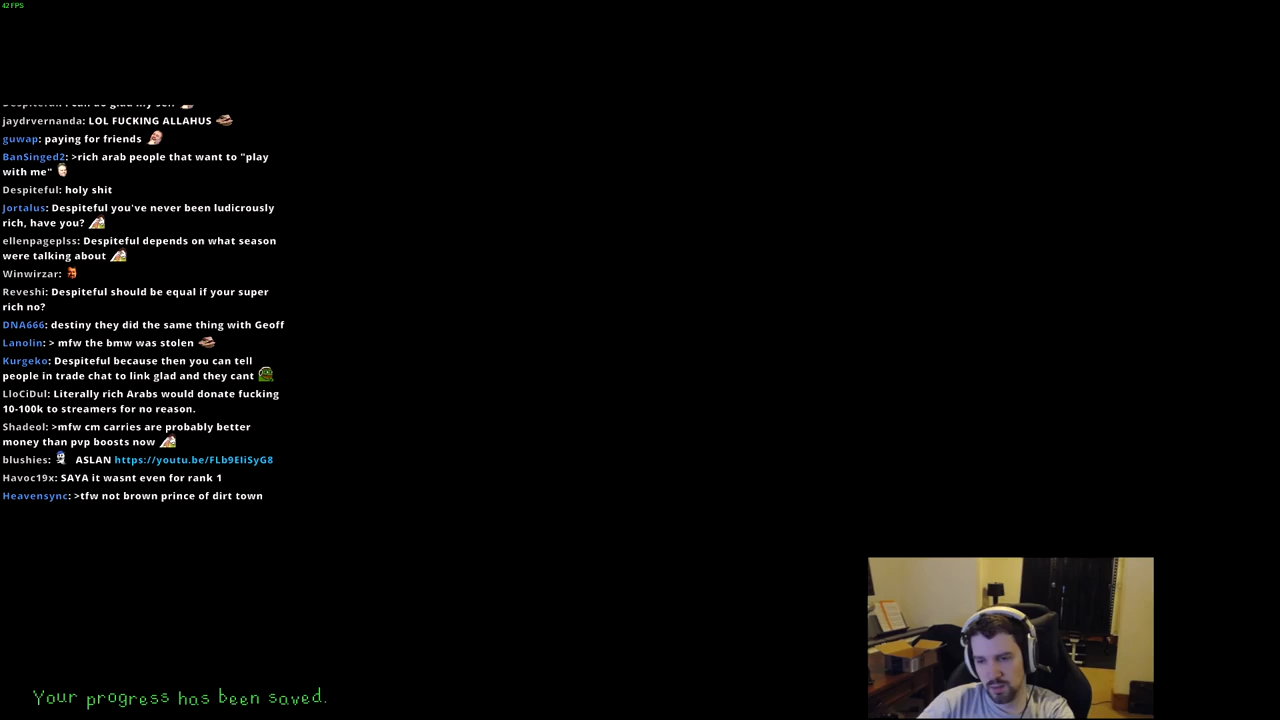 42 FPS
jaydrvernanda: LOL FUCKING ALLAHUS
guwap: paying for friends
BanSinged2: >rich arab people that want to "play
with me"
Despiteful: holy shit
Jortalus: Despiteful you've never been ludicrously
rich, have you?
ellenpageplss: Despiteful depends on what season
were talking about
Winwirzar:
Reveshi: Despiteful should be equal if your super
rich no?
DNA666: destiny they did the same thing with Geoff
Lanolin: > mfw the bmw was stolen
Kurgeko: Despiteful because then you can tell
people in trade chat to link glad and they cant
LloCiDul: Literally rich Arabs would donate fucking
10-100k to streamers for no reason.
Shadeol: >mfw cm carries are probably better
money than pvp boosts now
blushies: ASLAN https://youtu.be/FLb9EIiSyG8
Havoc19x: SAYA it wasnt even for rank 1
Heavensync: >tfw not brown prince of dirt town
Your progress has been saved.